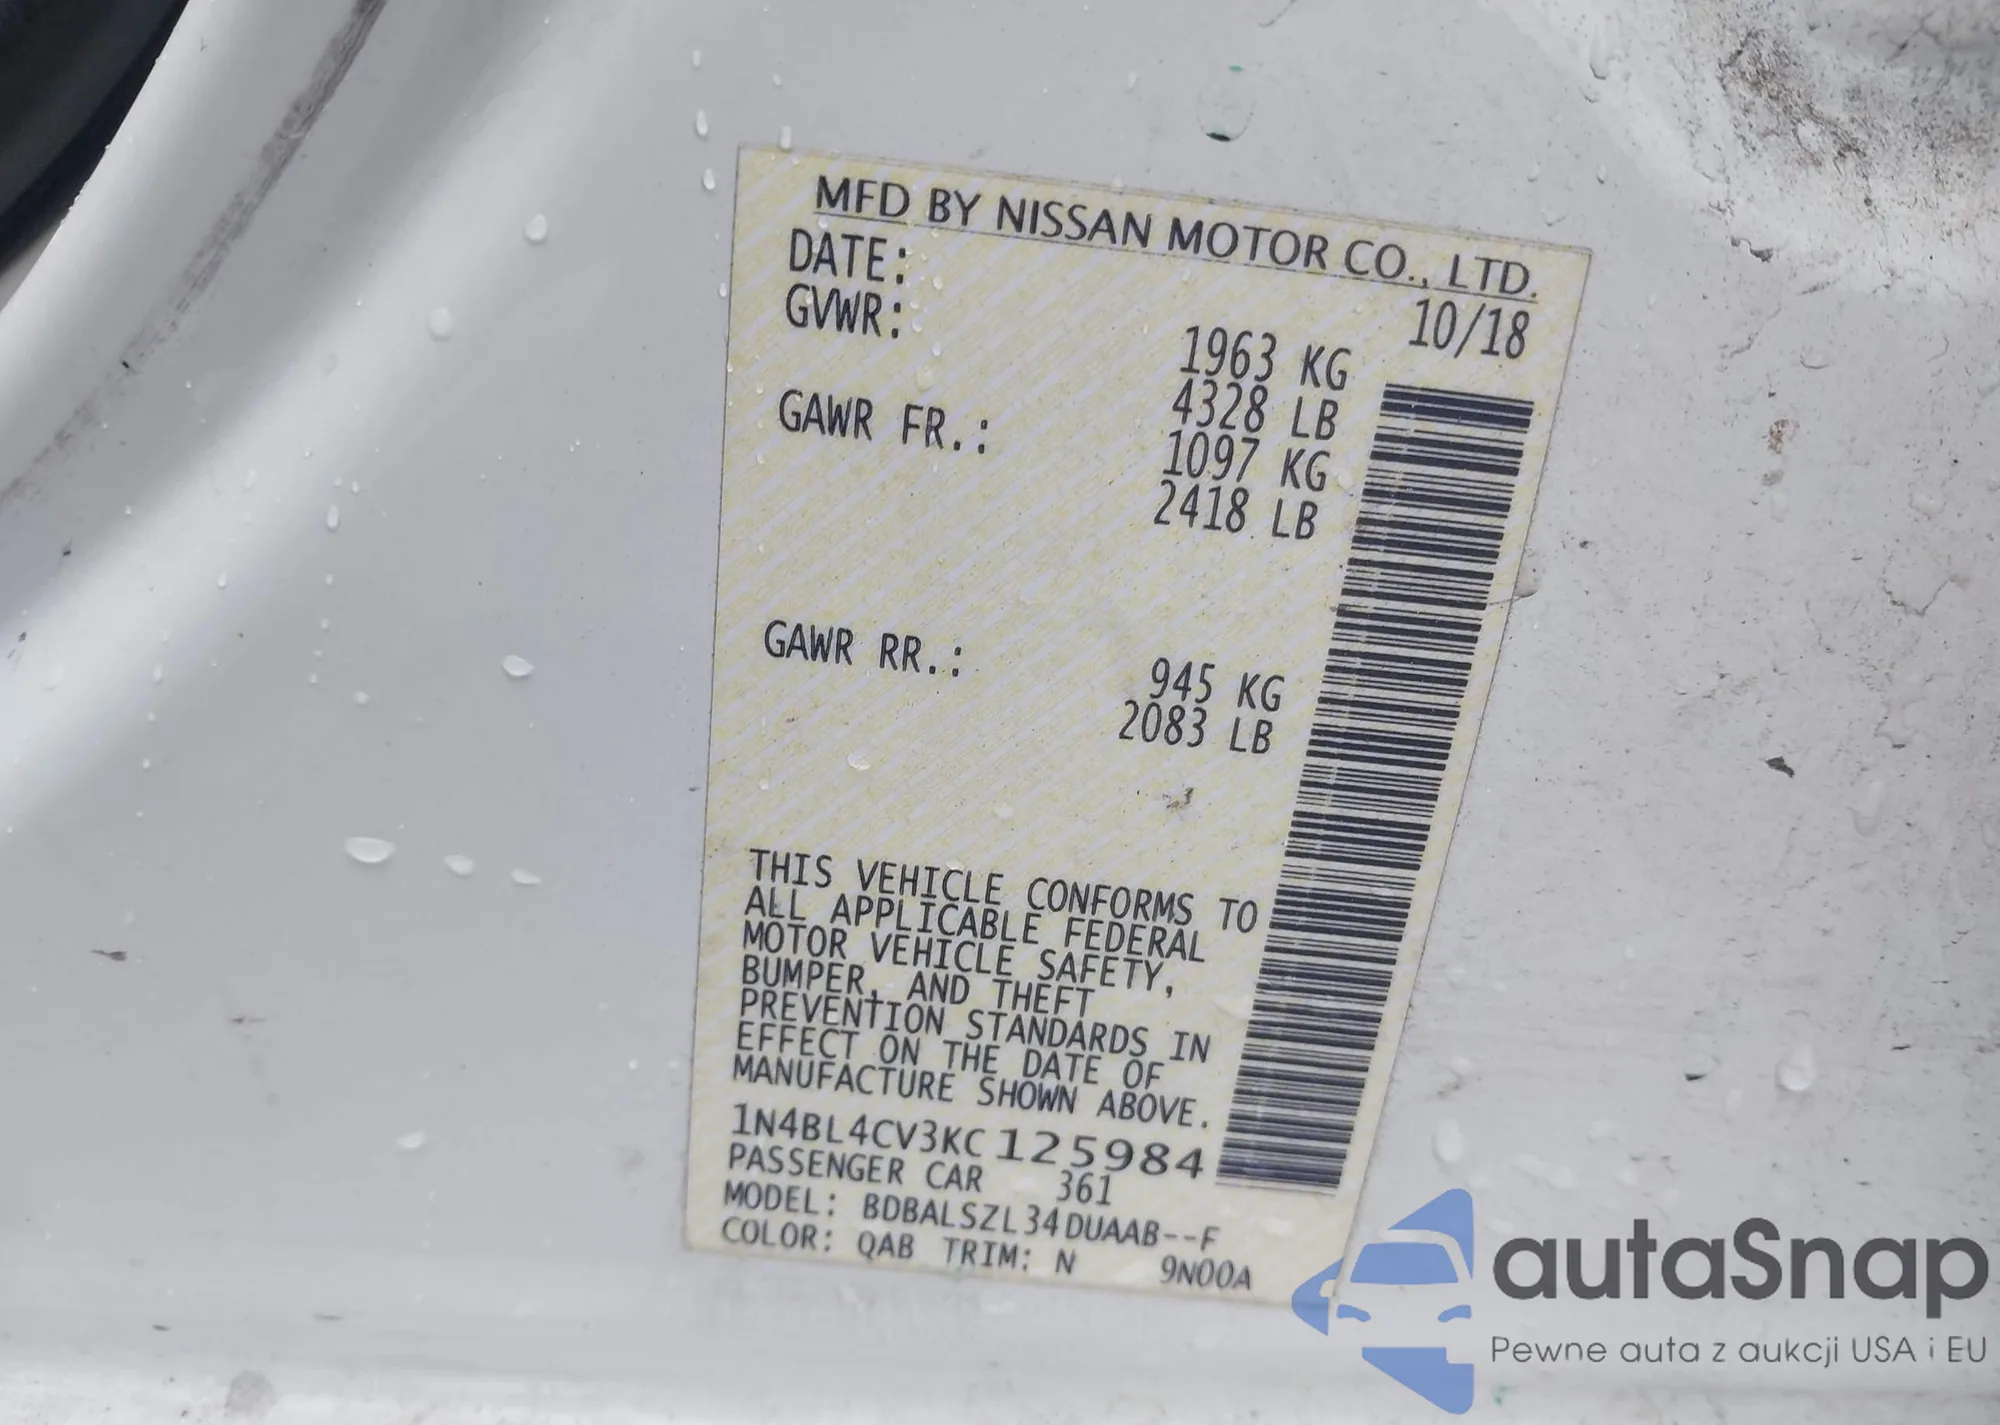 MFD BY NISSAN MOTOR CO., LTD.
DATE: 10/18
GVWR: 1963 KG
4328 LB
GAWR FR.: 1097 KG
2418 LB
GAWR RR.: 945 KG
2083 LB
THIS VEHICLE CONFORMS TO
ALL APPLICABLE FEDERAL
MOTOR VEHICLE SAFETY,
BUMPER, AND THEFT
PREVENTION STANDARDS IN
EFFECT ON THE DATE OF
MANUFACTURE SHOWN ABOVE.
1N4BL4CV3KC125984
PASSENGER CAR 361
MODEL: BDBALSZL34DUAAB--F
COLOR: QAB TRIM: N 9N00A
autaSnap
Pewne auta z aukcji USA i EU